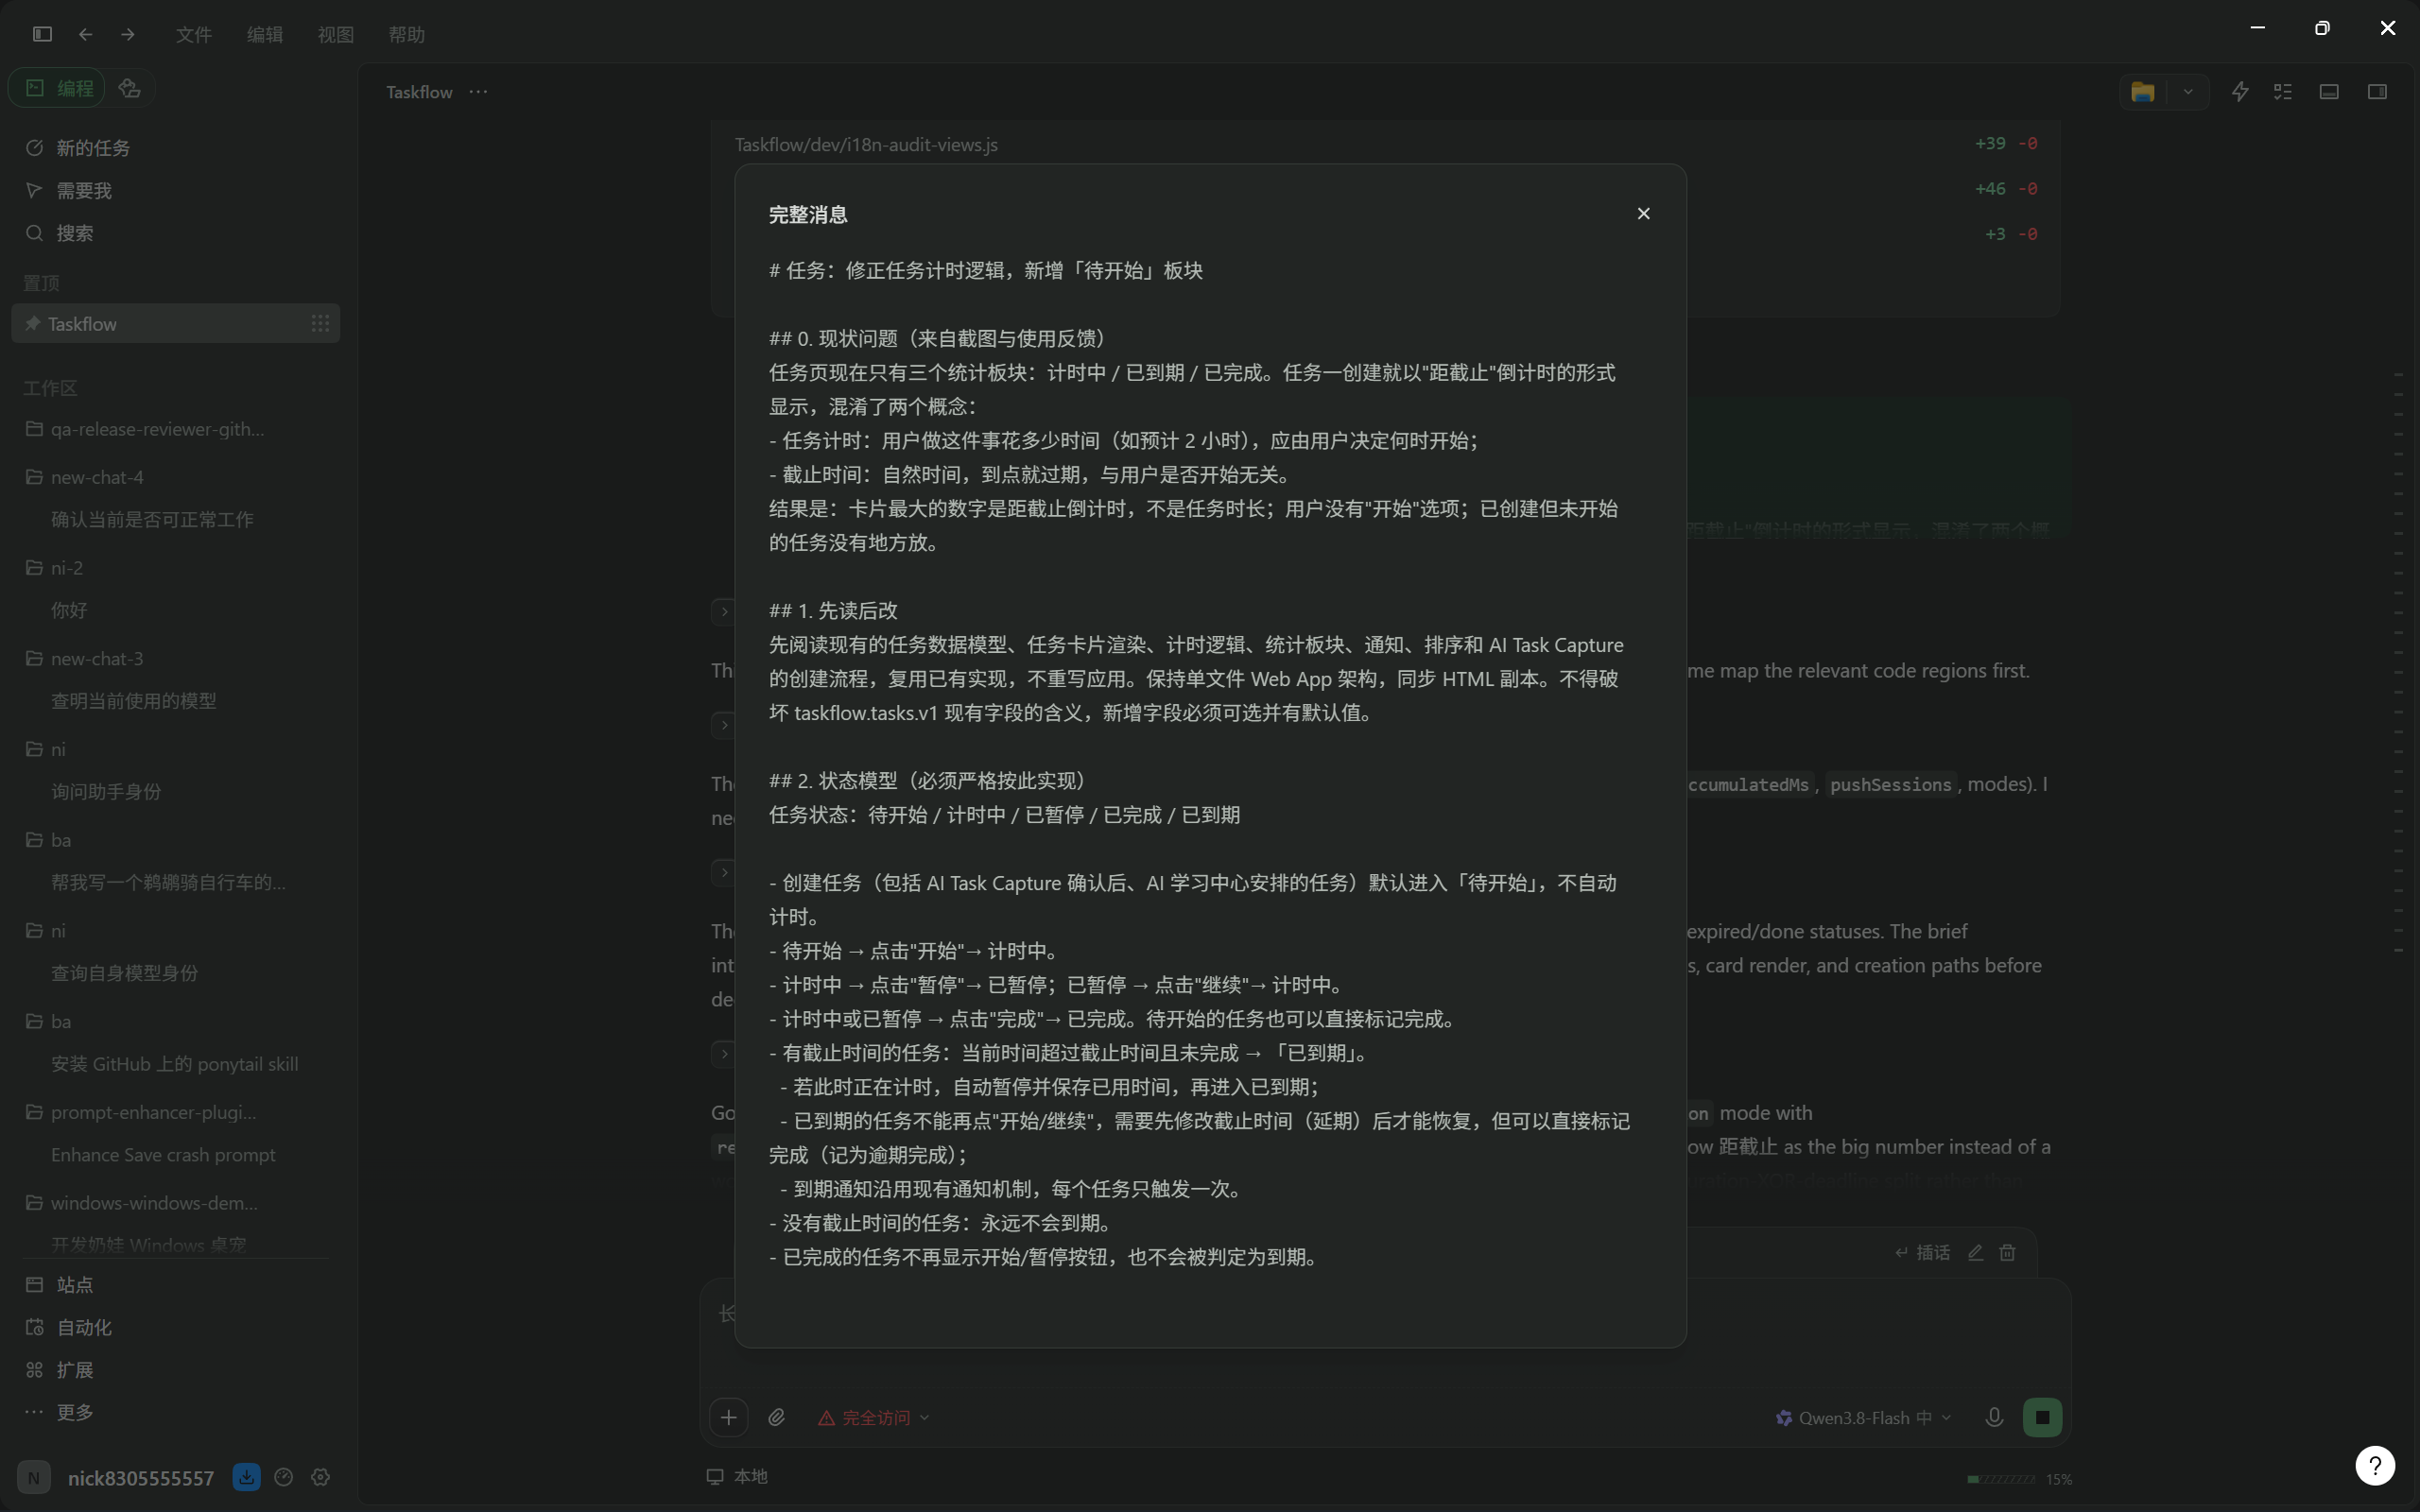 文件 编辑 视图 帮助
编程
新的任务
需要我
搜索
置顶
Taskflow
工作区
qa-release-reviewer-gith...
new-chat-4
确认当前是否可正常工作
ni-2
你好
new-chat-3
查明当前使用的模型
ni
询问助手身份
ba
帮我写一个鹈鹕骑自行车的...
ni
查询自身模型身份
ba
安装 GitHub 上的 ponytail skill
prompt-enhancer-plugi...
Enhance Save crash prompt
windows-windows-dem...
开发奶娃 Windows 桌宠
站点
自动化
扩展
更多
N nick8305555557
Taskflow ...
Taskflow/dev/i18n-audit-views.js
+39 -0
+46 -0
+3 -0
完整消息
# 任务：修正任务计时逻辑，新增「待开始」板块
## 0. 现状问题（来自截图与使用反馈）
任务页现在只有三个统计板块：计时中 / 已到期 / 已完成。任务一创建就以"距截止"倒计时的形式
显示，混淆了两个概念：
- 任务计时：用户做这件事花多少时间（如预计 2 小时），应由用户决定何时开始；
- 截止时间：自然时间，到点就过期，与用户是否开始无关。
结果是：卡片最大的数字是距截止倒计时，不是任务时长；用户没有"开始"选项；已创建但未开始
的任务没有地方放。
## 1. 先读后改
先阅读现有的任务数据模型、任务卡片渲染、计时逻辑、统计板块、通知、排序和 AI Task Capture
的创建流程，复用已有实现，不重写应用。保持单文件 Web App 架构，同步 HTML 副本。不得破
坏 taskflow.tasks.v1 现有字段的含义，新增字段必须可选并有默认值。
## 2. 状态模型（必须严格按此实现）
任务状态：待开始 / 计时中 / 已暂停 / 已完成 / 已到期
- 创建任务（包括 AI Task Capture 确认后、AI 学习中心安排的任务）默认进入「待开始」，不自动
计时。
- 待开始 → 点击"开始"→ 计时中。
- 计时中 → 点击"暂停"→ 已暂停；已暂停 → 点击"继续"→ 计时中。
- 计时中或已暂停 → 点击"完成"→ 已完成。待开始的任务也可以直接标记完成。
- 有截止时间的任务：当前时间超过截止时间且未完成 → 「已到期」。
- 若此时正在计时，自动暂停并保存已用时间，再进入已到期；
- 已到期的任务不能再点"开始/继续"，需要先修改截止时间（延期）后才能恢复，但可以直接标记
完成（记为逾期完成）；
- 到期通知沿用现有通知机制，每个任务只触发一次。
- 没有截止时间的任务：永远不会到期。
- 已完成的任务不再显示开始/暂停按钮，也不会被判定为到期。
距截止"倒计时的形式显示，混淆了两个概
me map the relevant code regions first.
ccumulatedMs , pushSessions , modes). I
expired/done statuses. The brief
s, card render, and creation paths before
on mode with
ow 距截止 as the big number instead of a
插话
完全访问
Qwen3.8-Flash 中
本地
15%
?